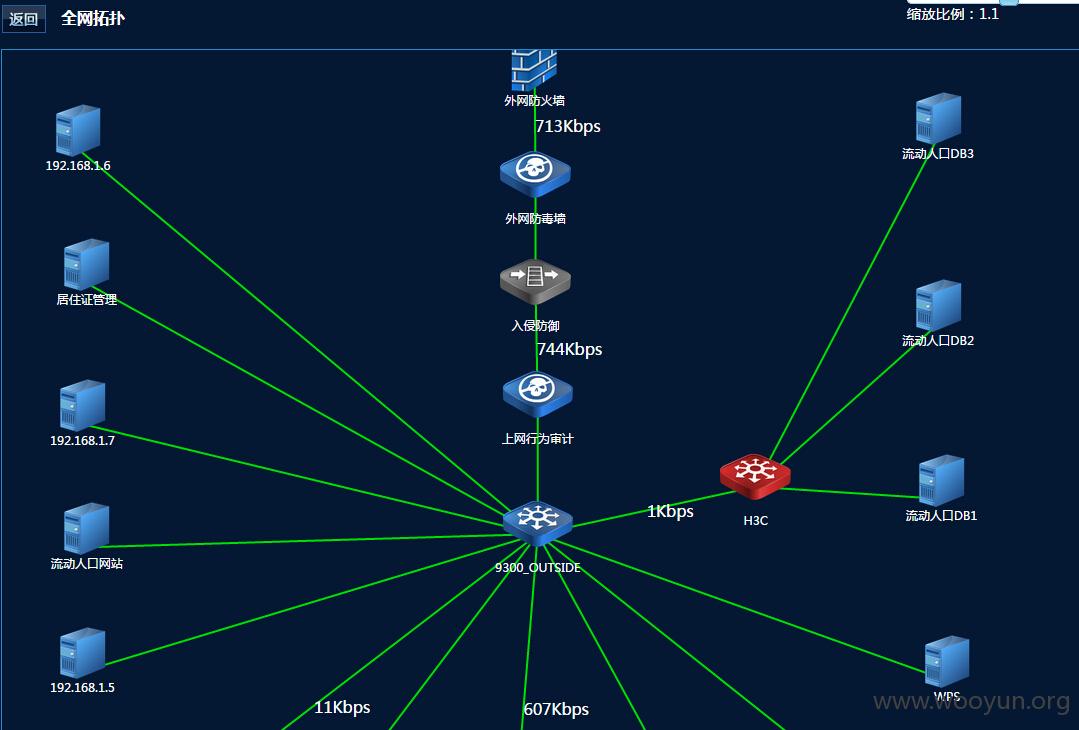 返回
全网拓扑
缩放比例：1.1
外网防火墙
713Kbps
192.168.1.6
流动人口DB3
外网防毒墙
居住证管理
入侵防御
744Kbps
流动人口DB2
192.168.1.7
上网行为审计
1Kbps
H3C
流动人口DB1
流动人口网站
9300_OUTSIDE
192.168.1.5
WPS
www.wooyun.org
11Kbps
607Kbps